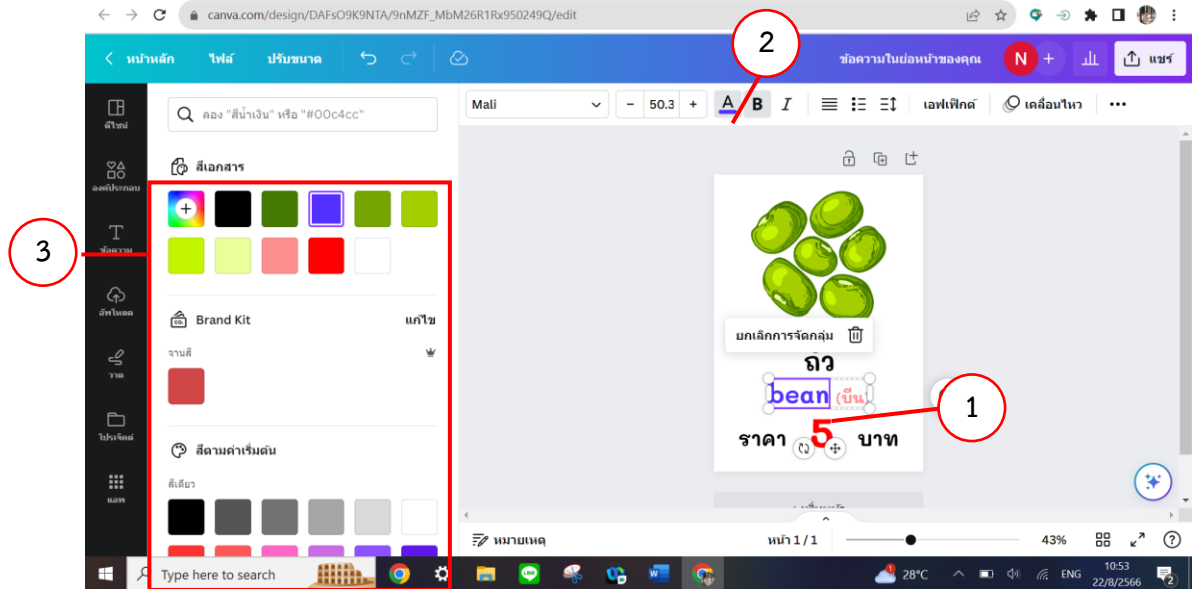 canva.com/design/DAFsO9K9NTA/9nMZF_MbM26R1Rx950249Q/edit
2
หน้าหลัก ไฟล์ ปรับขนาด ข้อความในย่อหน้าของคุณ N + แชร์
Mali - 50.3 + A B I เอฟเฟ็กต์ เคลื่อนไหว
ดีไซน์
ลอง "สีน้ำเงิน" หรือ "#00c4cc"
สีเอกสาร
องค์ประกอบ
3
ข้อความ
อัพโหลด
Brand Kit แก้ไข
จานสี
วาด
โปรเจ็คต์
สีตามค่าเริ่มต้น
สีเดียว
แอพ
ยกเลิกการจัดกลุ่ม
ถั่ว
bean (บีน)
1
ราคา 5 บาท
หมายเหตุ หน้า 1 / 1 43%
Type here to search
28°C ENG 10:53
22/8/2566
2